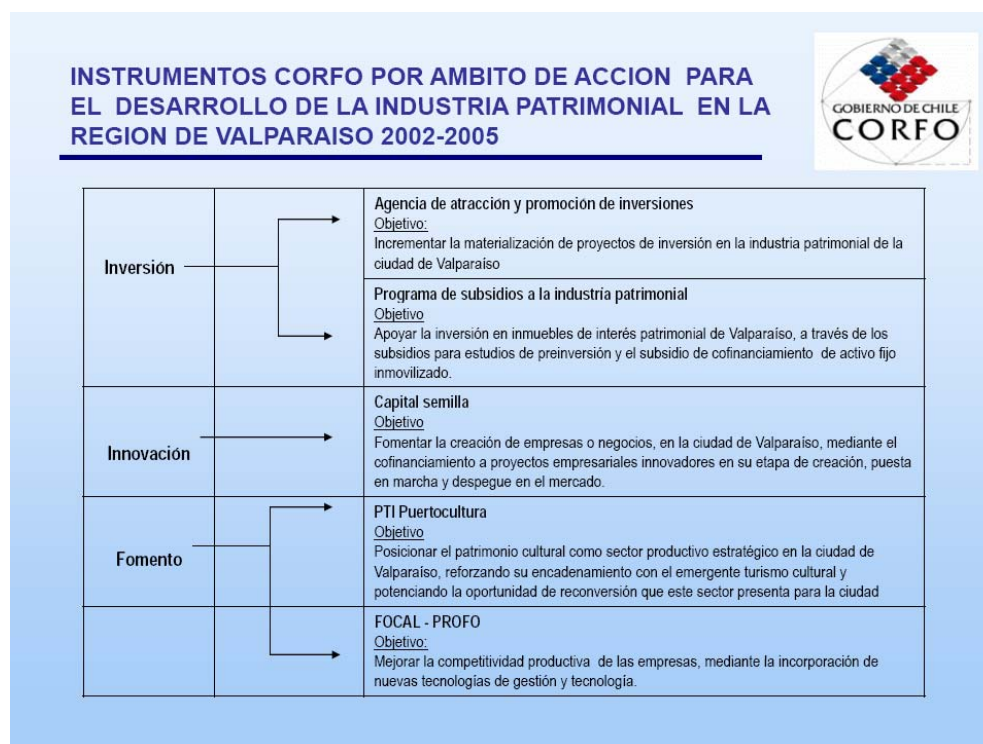 INSTRUMENTOS CORFO POR AMBITO DE ACCION PARA
EL DESARROLLO DE LA INDUSTRIA PATRIMONIAL EN LA
REGION DE VALPARAISO 2002-2005
GOBIERNO DE CHILE
CORFO
Inversión
Agencia de atracción y promoción de inversiones
Objetivo:
Incrementar la materialización de proyectos de inversión en la industria patrimonial de la
ciudad de Valparaíso
Programa de subsidios a la industría patrimonial
Objetivo
Apoyar la inversión en inmuebles de interés patrimonial de Valparaíso, a través de los
subsidios para estudios de preinversión y el subsidio de cofinanciamiento de activo fijo
inmovilizado.
Innovación
Capital semilla
Objetivo
Fomentar la creación de empresas o negocios, en la ciudad de Valparaíso, mediante el
cofinanciamiento a proyectos empresariales innovadores en su etapa de creación, puesta
en marcha y despegue en el mercado.
Fomento
PTI Puertocultura
Objetivo
Posicionar el patrimonio cultural como sector productivo estratégico en la ciudad de
Valparaíso, reforzando su encadenamiento con el emergente turismo cultural y
potenciando la oportunidad de reconversión que este sector presenta para la ciudad
FOCAL - PROFO
Objetivo:
Mejorar la competitividad productiva de las empresas, mediante la incorporación de
nuevas tecnologías de gestión y tecnología.